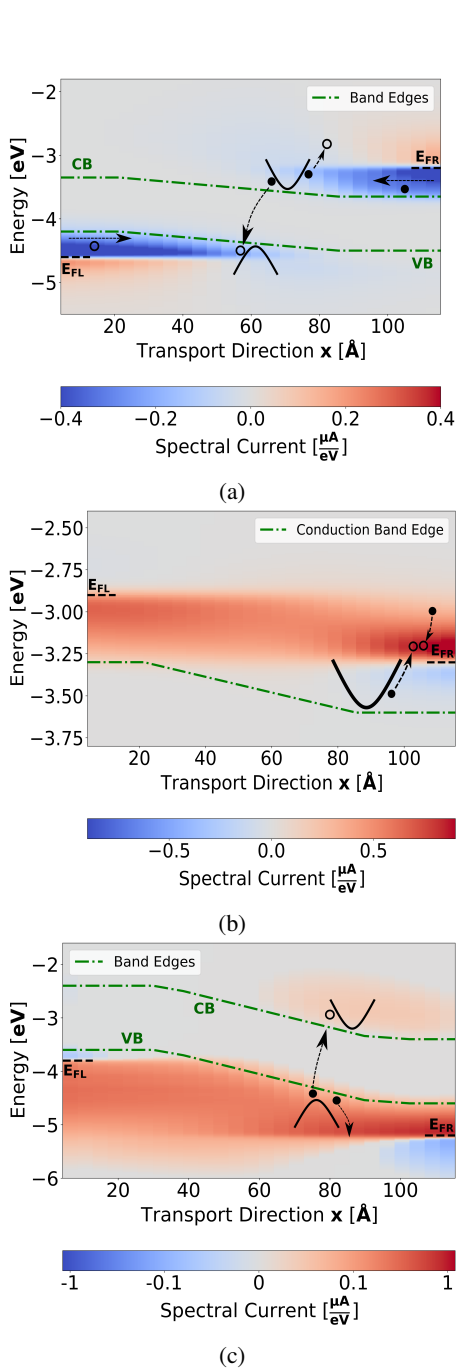 −2
−3
−4
−5
Energy [eV]
Band Edges
CB
E_FR
E_FL
VB
20 40 60 80 100
Transport Direction x [Å]
−0.4 −0.2 0.0 0.2 0.4
Spectral Current [μA/eV]
(a)
−2.50
−2.75
−3.00
−3.25
−3.50
−3.75
Energy [eV]
Conduction Band Edge
E_FL
E_FR
20 40 60 80 100
Transport Direction x [Å]
−0.5 0.0 0.5
Spectral Current [μA/eV]
(b)
−2
−3
−4
−5
−6
Energy [eV]
Band Edges
CB
VB
E_FL
E_FR
20 40 60 80 100
Transport Direction x [Å]
-1 -0.1 0 0.1 1
Spectral Current [μA/eV]
(c)